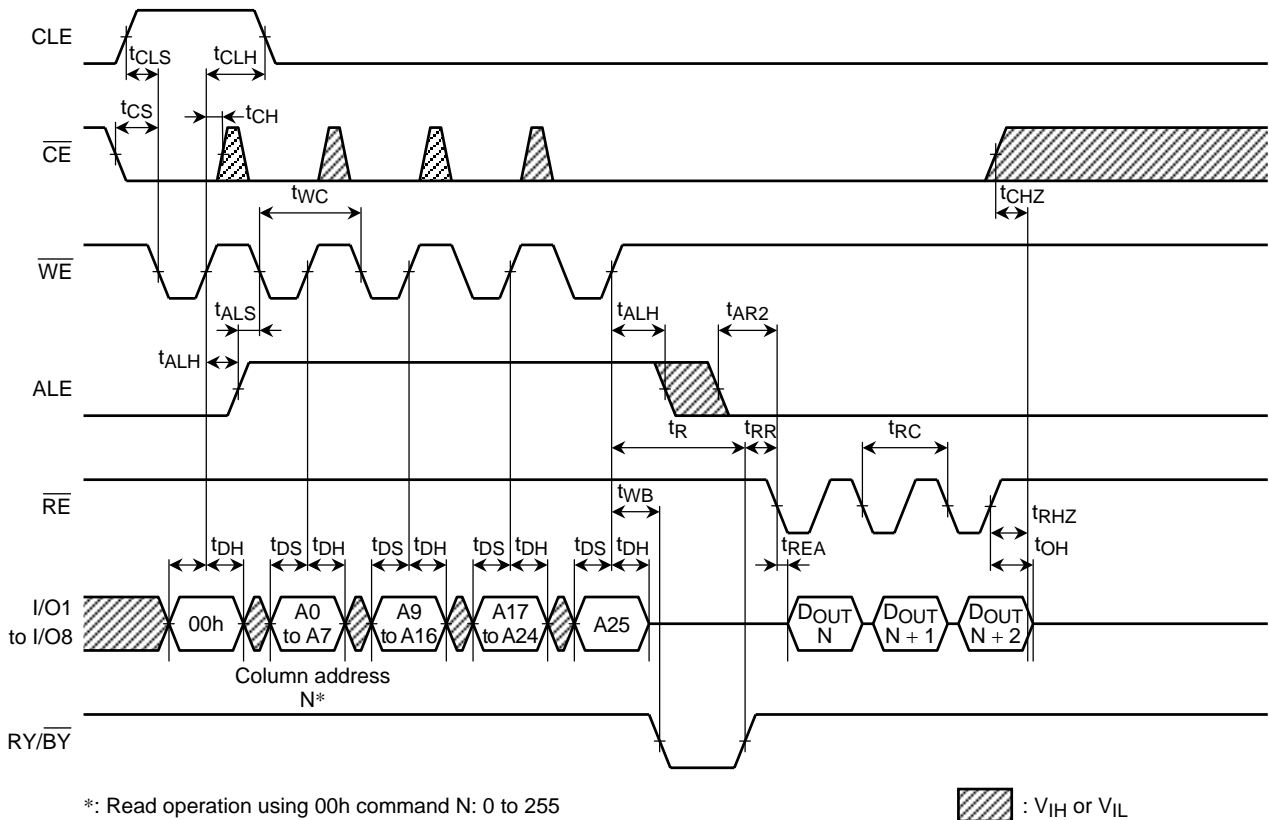 CLE
tCLS
tCLH
tCS
tCH
CE
tWC
tCHZ
WE
tALS
tALH
tAR2
tALH
ALE
tR
tRR
tRC
RE
tWB
tREA
tRHZ
tOH
tDH
tDS
tDH
tDS
tDH
tDS
tDH
tDS
tDH
I/O1
to I/O8
00h
A0
to A7
A9
to A16
A17
to A24
A25
DOUT
N
DOUT
N + 1
DOUT
N + 2
Column address
N*
RY/BY
*: Read operation using 00h command N: 0 to 255
: VIH or VIL